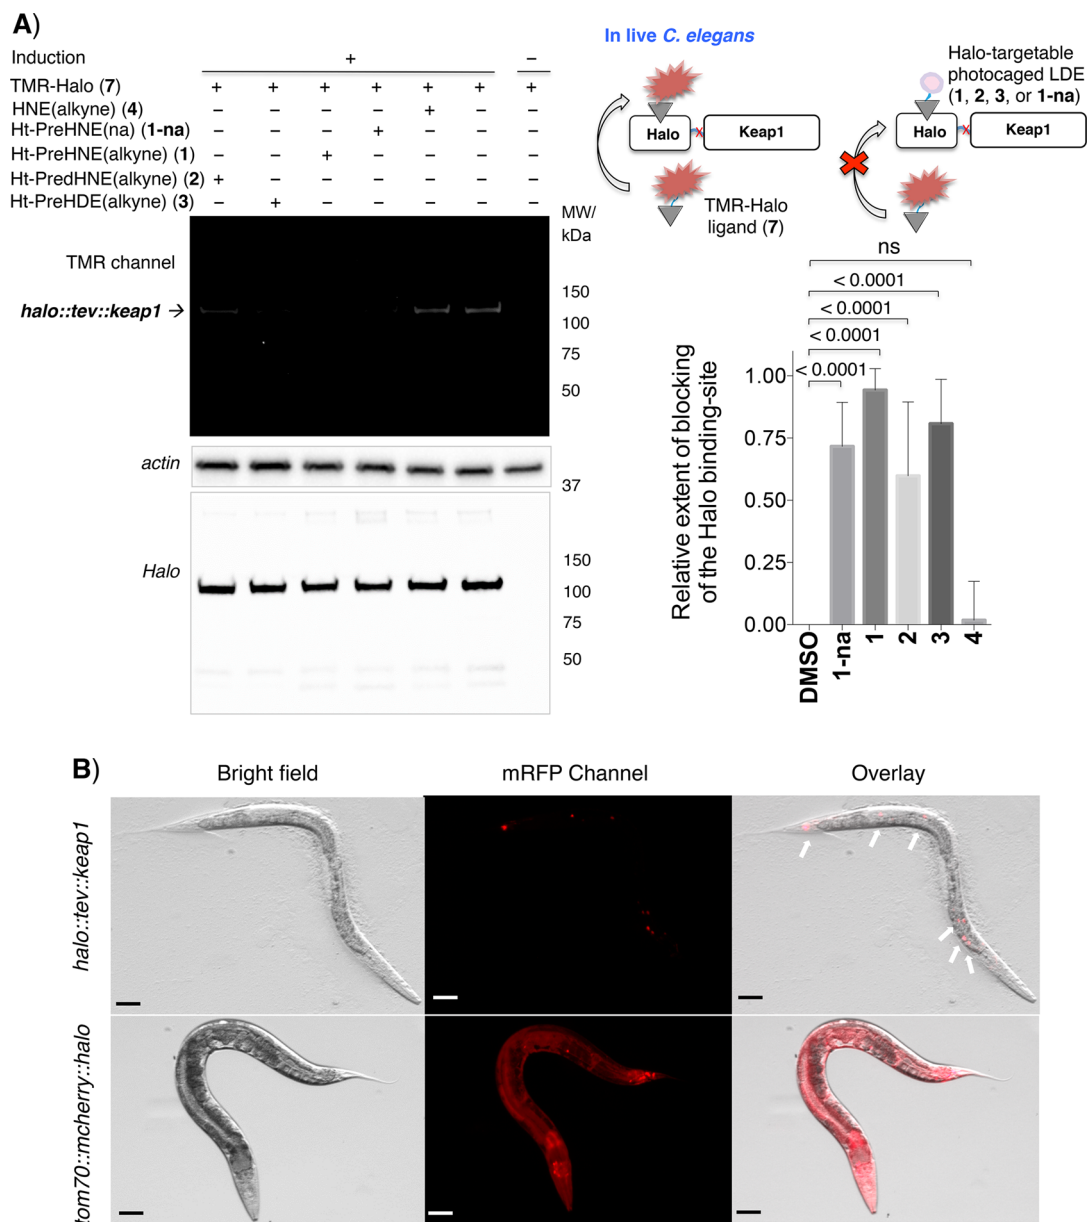 A)
Induction + –
TMR-Halo (7) + + + + + + +
HNE(alkyne) (4) – – – – + – –
Ht-PreHNE(na) (1-na) – – – + – – –
Ht-PreHNE(alkyne) (1) – – + – – – –
Ht-PredHNE(alkyne) (2) + – – – – – –
Ht-PreHDE(alkyne) (3) – + – – – – –
MW/
kDa
TMR channel
halo::tev::keap1 →
150
100
75
50
actin
37
Halo
150
100
75
50
In live C. elegans
Halo
Keap1
TMR-Halo
ligand (7)
Halo-targetable
photocaged LDE
(1, 2, 3, or 1-na)
Halo
Keap1
ns
< 0.0001
< 0.0001
< 0.0001
< 0.0001
Relative extent of blocking
of the Halo binding-site
1.00
0.75
0.50
0.25
0.00
DMSO
1-na
1
2
3
4
B)
Bright field
mRFP Channel
Overlay
halo::tev::keap1
tom70::mcherry::halo